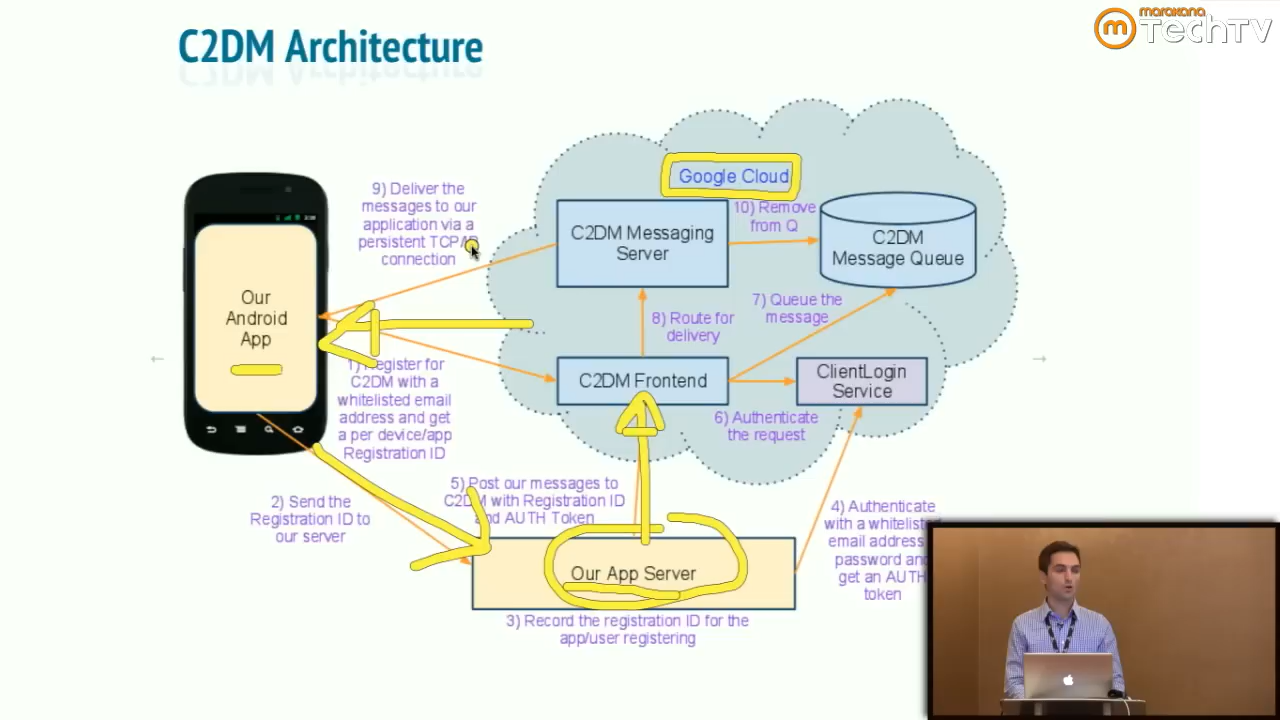 C2DM Architecture
marakana
TechTV
Google Cloud
9) Deliver the
messages to our
application via a
persistent TCP/IP
connection
C2DM Messaging
Server
10) Remove
from Q
C2DM
Message Queue
Our
Android
App
8) Route for
delivery
7) Queue the
message
1) Register for
C2DM with a
whitelisted email
address and get
a per device/app
Registration ID
C2DM Frontend
ClientLogin
Service
6) Authenticate
the request
2) Send the
Registration ID to
our server
5) Post our messages to
C2DM with Registration ID
and AUTH Token
4) Authenticate
with a whitelisted
email address
password and
get an AUTH
token
Our App Server
3) Record the registration ID for the
app/user registering